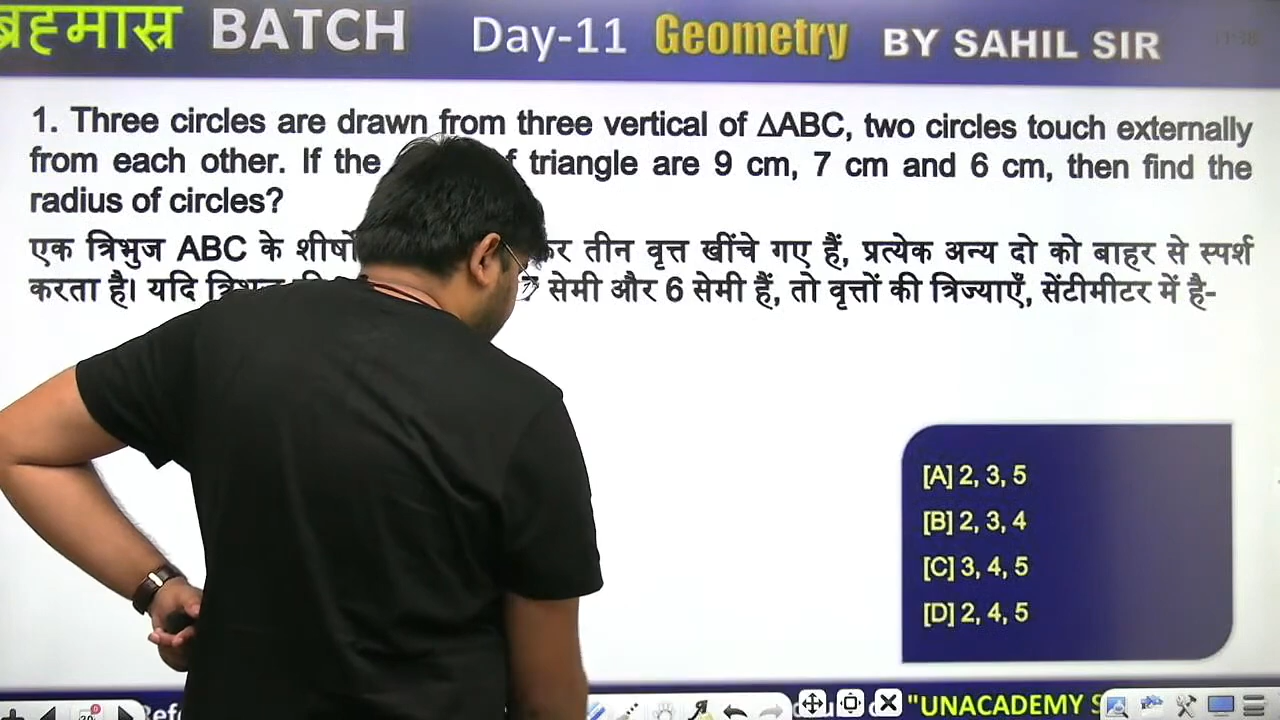 ब्रह्मास्र BATCH Day-11 Geometry BY SAHIL SIR 11:38
1. Three circles are drawn from three vertical of ΔABC, two circles touch externally
from each other. If the of triangle are 9 cm, 7 cm and 6 cm, then find the
radius of circles?
एक त्रिभुज ABC के शीर्षों तीन वृत्त खींचे गए हैं, प्रत्येक अन्य दो को बाहर से स्पर्श
करता है। यदि सेमी और 6 सेमी हैं, तो वृत्तों की त्रिज्याएँ, सेंटीमीटर में है-
[A] 2, 3, 5
[B] 2, 3, 4
[C] 3, 4, 5
[D] 2, 4, 5
"UNACADEMY